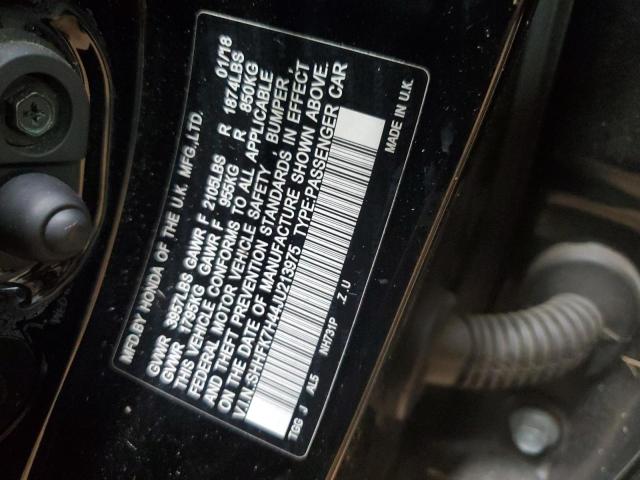 MFD.BY HONDA OF THE U.K. MFG.,LTD. 01/'18
GVWR 3957LBS GAWR F 2105LBS R 1874LBS
GVWR 1795KG GAWR F 955KG R 850KG
THIS VEHICLE CONFORMS TO ALL APPLICABLE
FEDERAL MOTOR VEHICLE SAFETY , BUMPER ,
AND THEFT PREVENTION STANDARDS IN EFFECT
ON THE DATE OF MANUFACTURE SHOWN ABOVE.
V.I.N.:SHHFK7H44JU213975 TYPE:PASSENGER CAR
TGG J AL5 NH731P Z U MADE IN U.K.